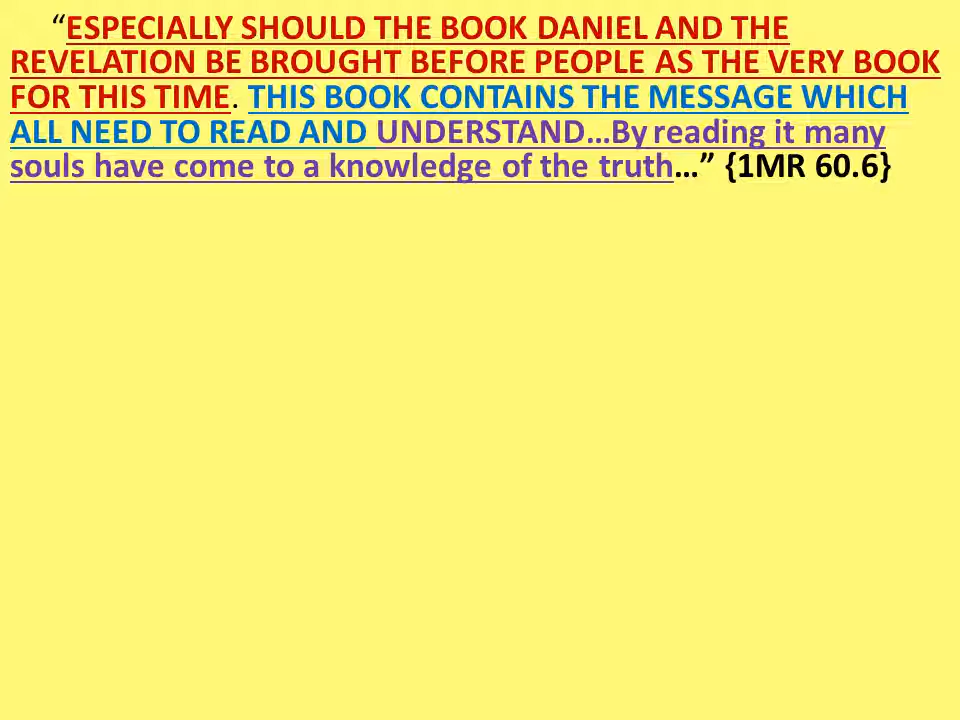 “ESPECIALLY SHOULD THE BOOK DANIEL AND THE
REVELATION BE BROUGHT BEFORE PEOPLE AS THE VERY BOOK
FOR THIS TIME. THIS BOOK CONTAINS THE MESSAGE WHICH
ALL NEED TO READ AND UNDERSTAND…By reading it many
souls have come to a knowledge of the truth…” {1MR 60.6}